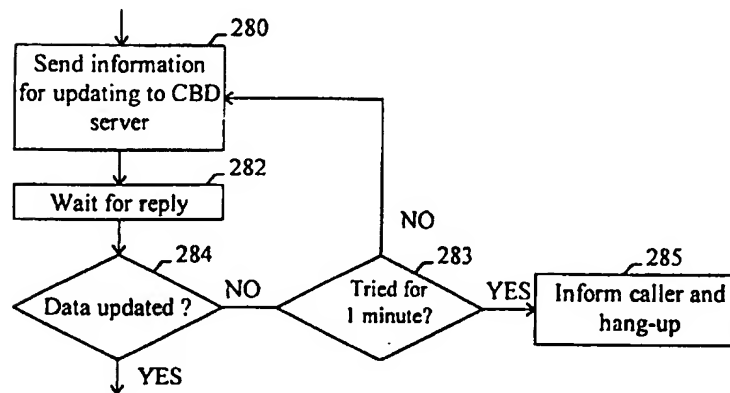 280
Send information
for updating to CBD
server
282
Wait for reply
NO
284
283
285
Data updated ?
NO
Tried for
1 minute?
YES
Inform caller and
hang-up
YES